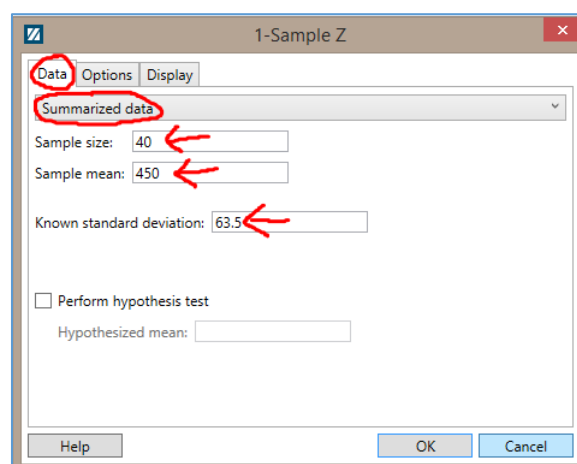 1-Sample Z
Data Options Display
Summarized data
Sample size: 40
Sample mean: 450
Known standard deviation: 63.5
Perform hypothesis test
Hypothesized mean:
Help OK Cancel